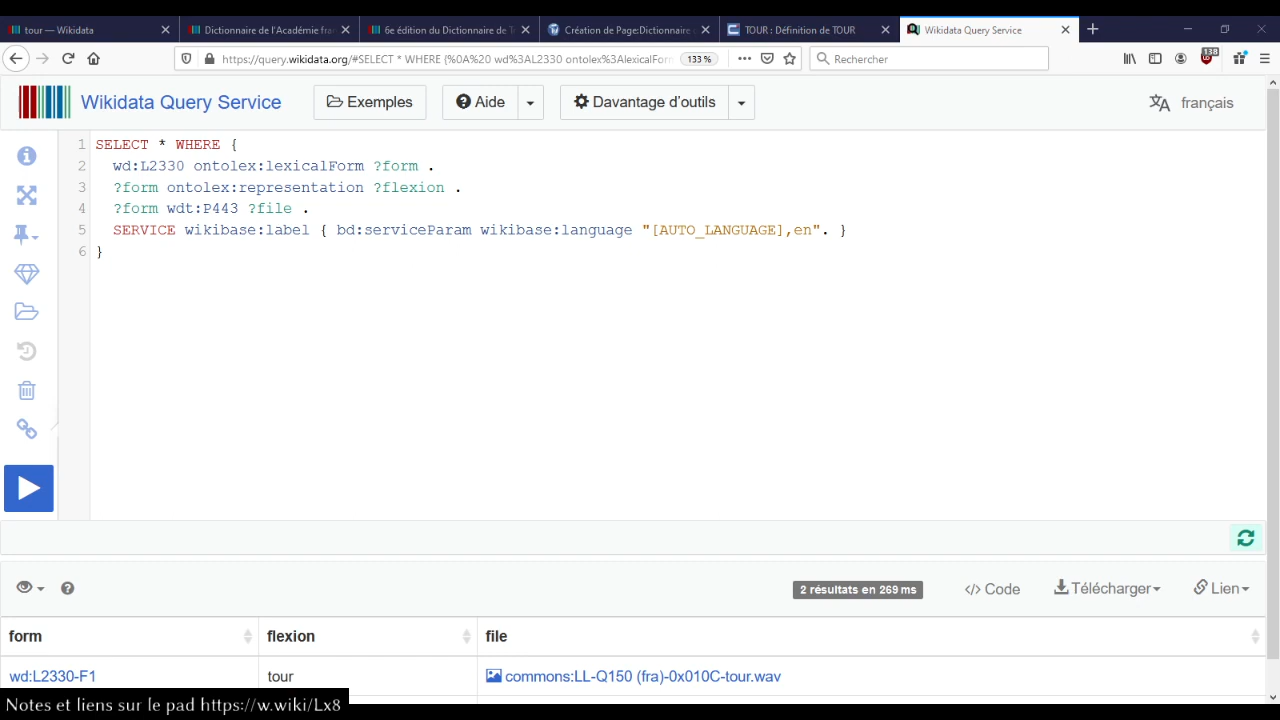 tour — Wikidata
Dictionnaire de l'Académie fra
6e édition du Dictionnaire de
Création de Page:Dictionnaire
TOUR : Définition de TOUR
Wikidata Query Service
https://query.wikidata.org/#SELECT * WHERE {%0A%20 wd%3AL2330 ontolex%3AlexicalForm
133 %
Rechercher
138
Wikidata Query Service
Exemples
Aide
Davantage d'outils
français
1 SELECT * WHERE {
2 wd:L2330 ontolex:lexicalForm ?form .
3 ?form ontolex:representation ?flexion .
4 ?form wdt:P443 ?file .
5 SERVICE wikibase:label { bd:serviceParam wikibase:language "[AUTO_LANGUAGE],en". }
6 }
2 résultats en 269 ms
</> Code
Télécharger
Lien
form flexion file
wd:L2330-F1 tour commons:LL-Q150 (fra)-0x010C-tour.wav
Notes et liens sur le pad https://w.wiki/Lx8